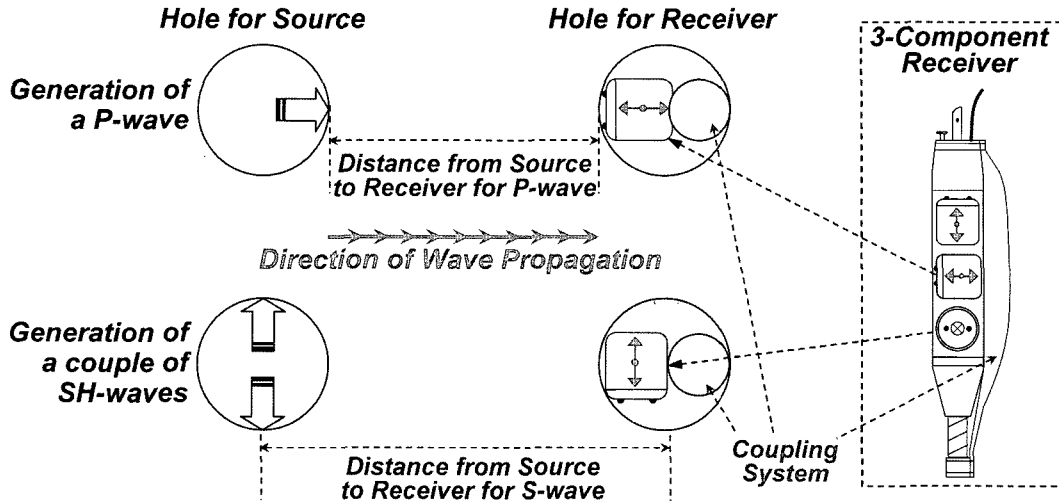 Hole for Source
Hole for Receiver
3-Component
Receiver
Generation of
a P-wave
Distance from Source
to Receiver for P-wave
Direction of Wave Propagation
Generation of
a couple of
SH-waves
Coupling
System
Distance from Source
to Receiver for S-wave